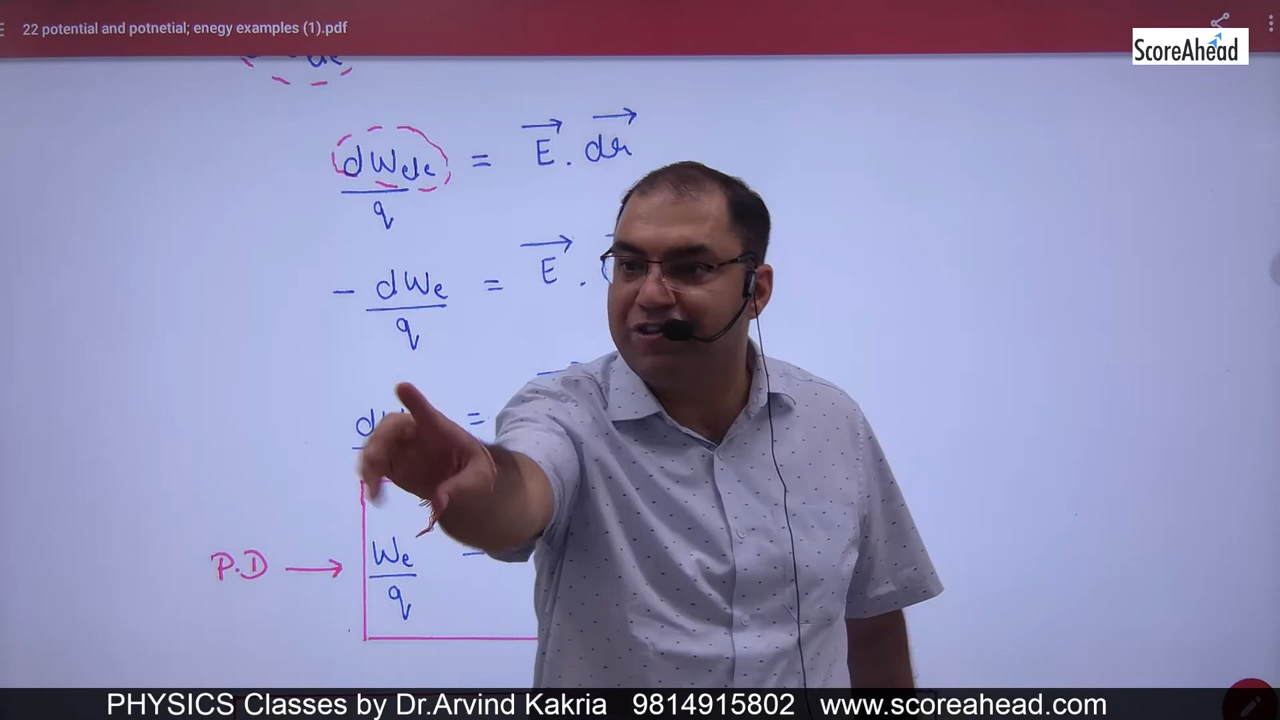 22 potential and potnetial; enegy examples (1).pdf
ScoreAhead
dWele / q = E . dr
- dWe / q = E .
=
P.D → We / q
PHYSICS Classes by Dr.Arvind Kakria 9814915802 www.scoreahead.com